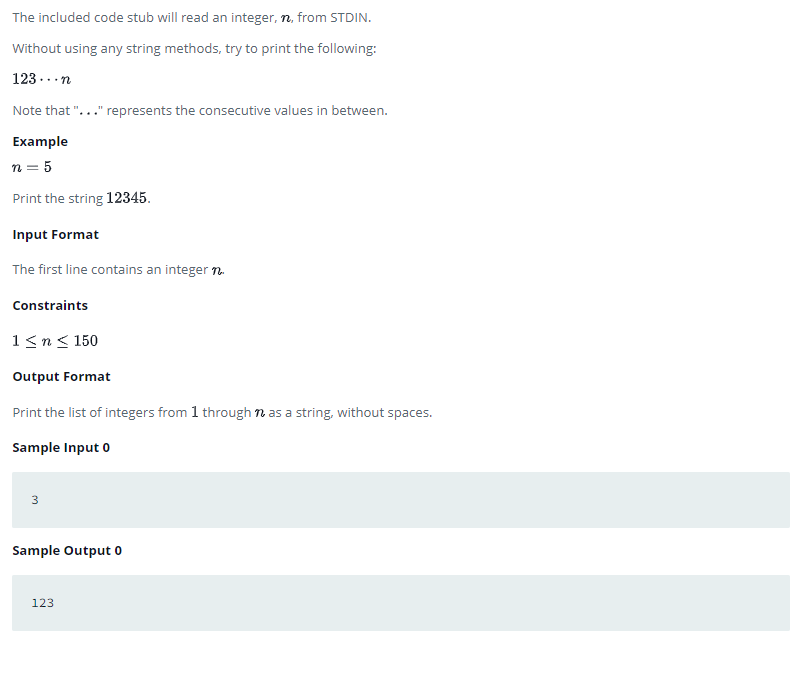 The included code stub will read an integer, n, from STDIN.
Without using any string methods, try to print the following:
123···n
Note that "..." represents the consecutive values in between.
Example
n = 5
Print the string 12345.
Input Format
The first line contains an integer n.
Constraints
1 ≤ n ≤ 150
Output Format
Print the list of integers from 1 through n as a string, without spaces.
Sample Input 0
3
Sample Output 0
123